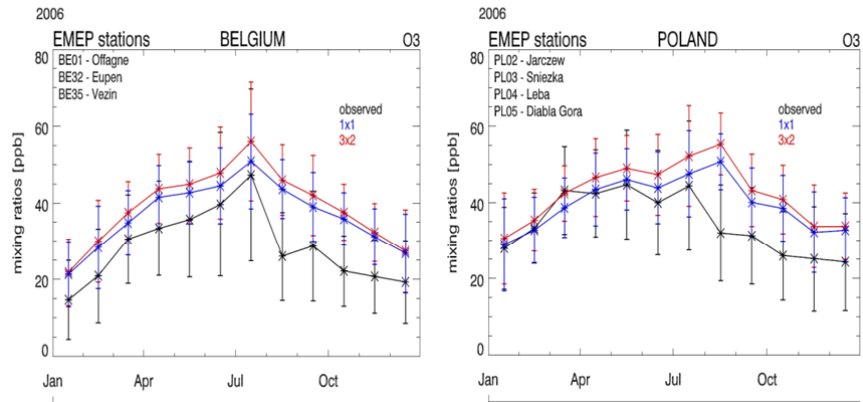 2006
EMEP stations BELGIUM O3
BE01 - Offagne
BE32 - Eupen
BE35 - Vezin
observed
1x1
3x2
mixing ratios [ppb]
80
60
40
20
0
Jan Apr Jul Oct
2006
EMEP stations POLAND O3
PL02 - Jarczew
PL03 - Sniezka
PL04 - Leba
PL05 - Diabla Gora
observed
1x1
3x2
mixing ratios [ppb]
80
60
40
20
0
Jan Apr Jul Oct